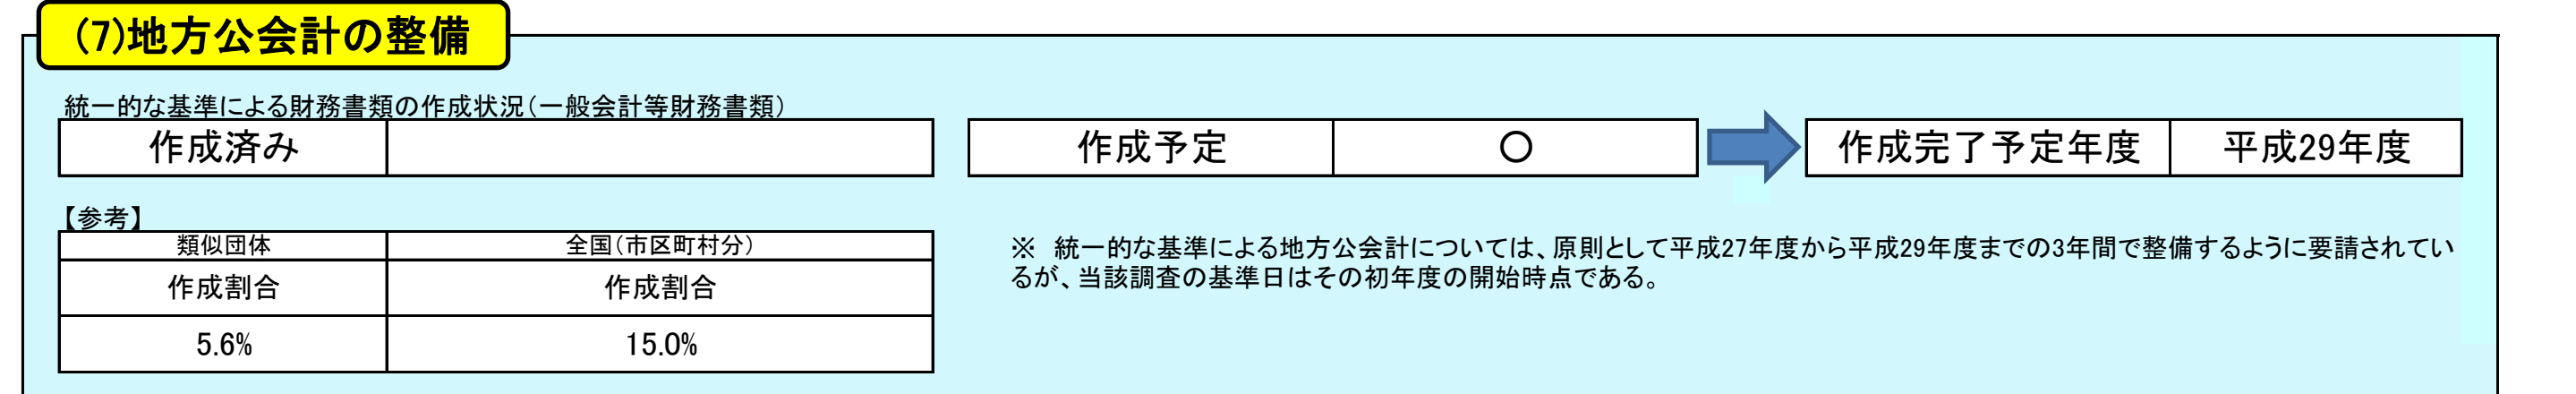 (7)地方公会計の整備
統一的な基準による財務書類の作成状況(一般会計等財務書類)
作成済み
作成予定 ○
作成完了予定年度 平成29年度
【参考】
類似団体 全国(市区町村分)
作成割合 作成割合
5.6% 15.0%
※ 統一的な基準による地方公会計については、原則として平成27年度から平成29年度までの3年間で整備するように要請されてい
るが、当該調査の基準日はその初年度の開始時点である。